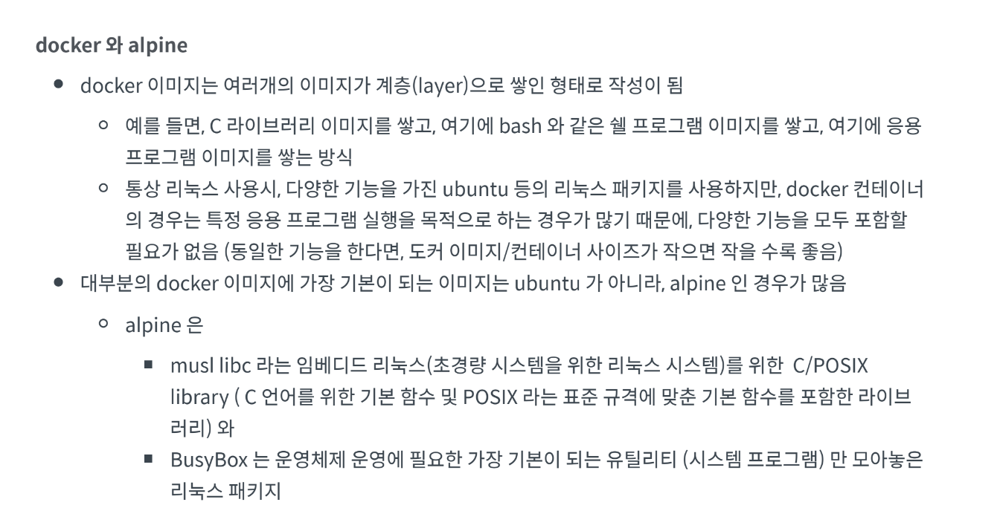 docker 와 alpine
● docker 이미지는 여러개의 이미지가 계층(layer)으로 쌓인 형태로 작성이 됨
○ 예를 들면, C 라이브러리 이미지를 쌓고, 여기에 bash 와 같은 쉘 프로그램 이미지를 쌓고, 여기에 응용
프로그램 이미지를 쌓는 방식
○ 통상 리눅스 사용시, 다양한 기능을 가진 ubuntu 등의 리눅스 패키지를 사용하지만, docker 컨테이너
의 경우는 특정 응용 프로그램 실행을 목적으로 하는 경우가 많기 때문에, 다양한 기능을 모두 포함할
필요가 없음 (동일한 기능을 한다면, 도커 이미지/컨테이너 사이즈가 작으면 작을 수록 좋음)
● 대부분의 docker 이미지에 가장 기본이 되는 이미지는 ubuntu 가 아니라, alpine 인 경우가 많음
○ alpine 은
■ musl libc 라는 임베디드 리눅스(초경량 시스템을 위한 리눅스 시스템)를 위한 C/POSIX
library ( C 언어를 위한 기본 함수 및 POSIX 라는 표준 규격에 맞춘 기본 함수를 포함한 라이브
러리) 와
■ BusyBox 는 운영체제 운영에 필요한 가장 기본이 되는 유틸리티 (시스템 프로그램) 만 모아놓은
리눅스 패키지